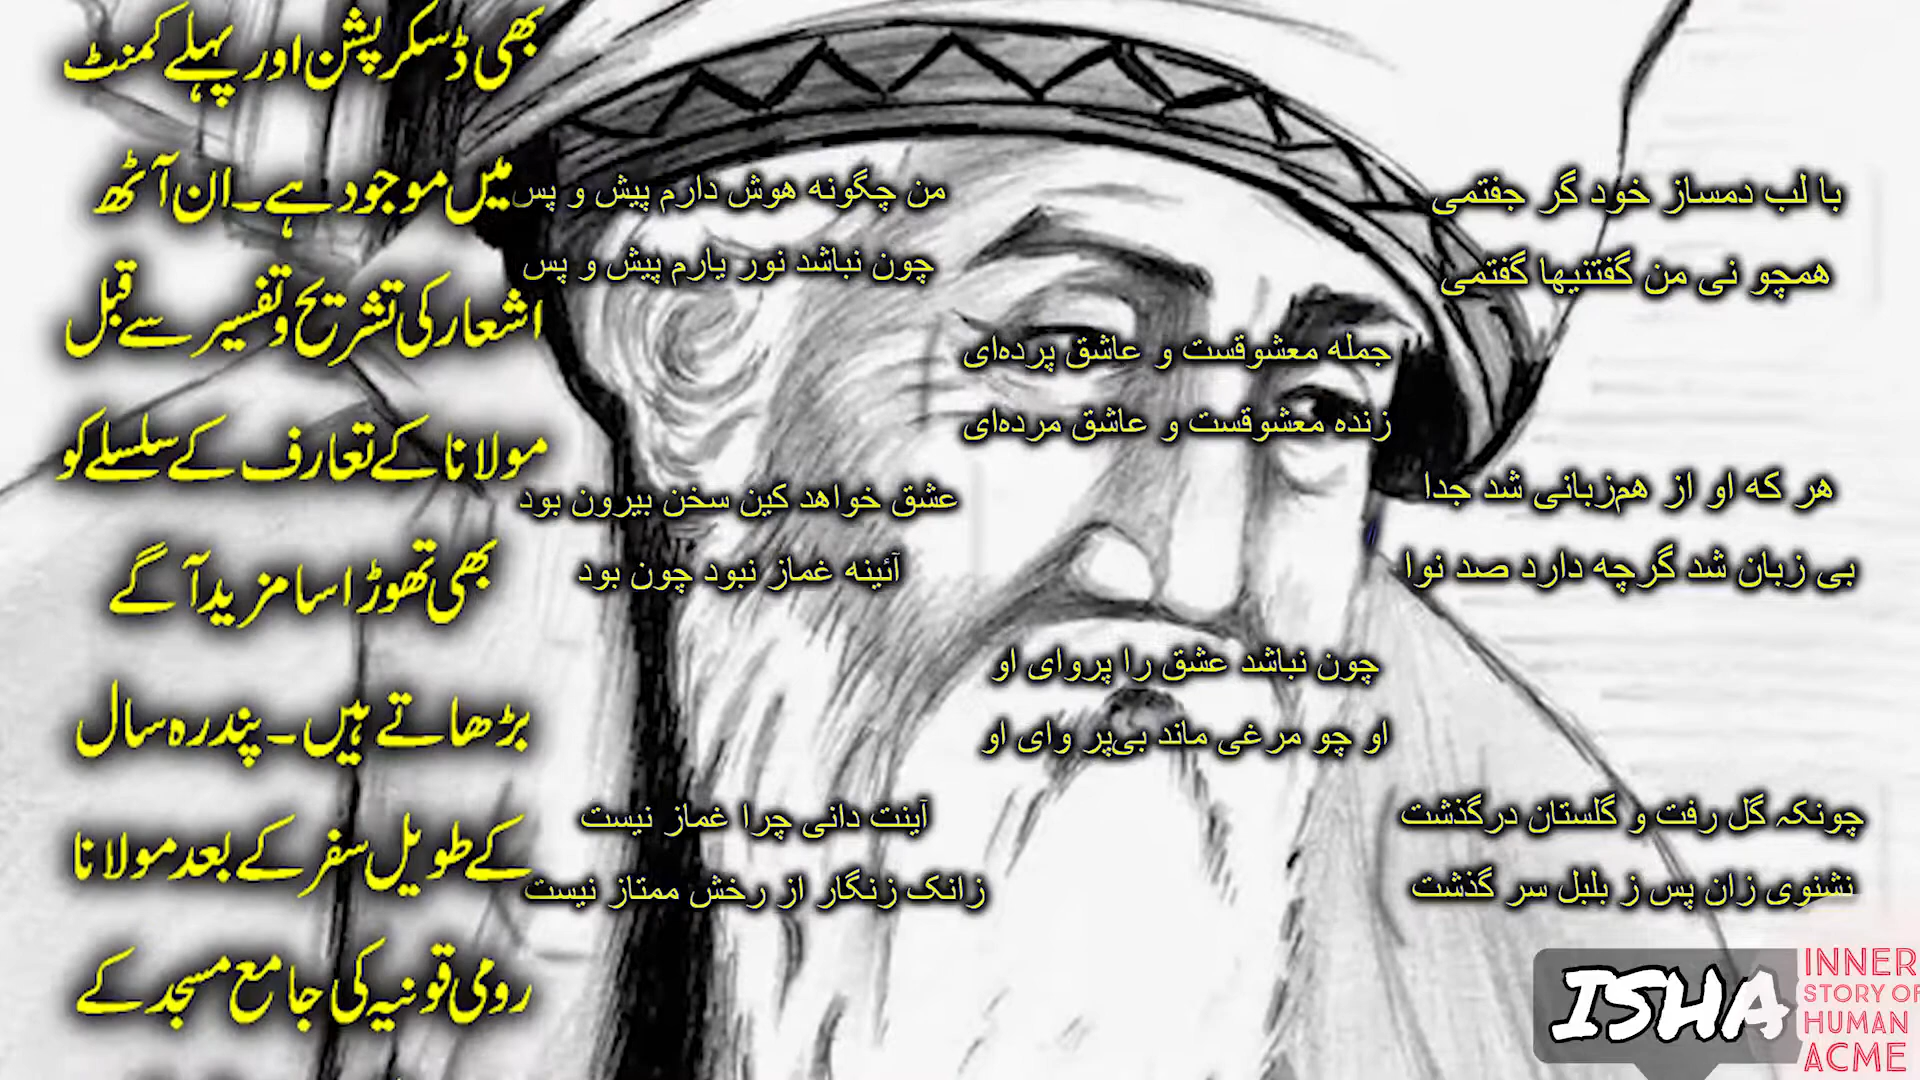 بھی ڈسکرپشن اور پہلے کمنٹ
میں موجود ہے۔ ان آٹھ
اشعار کی تشریح و تفسیر سے قبل
مولانا کے تعارف کے سلسلے کو
بھی تھوڑا سا مزید آگے
بڑھاتے ہیں۔ پندرہ سال
کے طویل سفر کے بعد مولانا
رومی قونیہ کی جامع مسجد کے
با لب دمساز خود گر جفتمی
همچو نی من گفتنیها گفتمی
هر که او از هم‌زبانی شد جدا
بی زبان شد گرچه دارد صد نوا
چونکہ گل رفت و گلستان درگذشت
نشنوی زان پس ز بلبل سر گذشت
جمله معشوقست و عاشق پرده‌ای
زنده معشوقست و عاشق مرده‌ای
چون نباشد عشق را پروای او
او چو مرغی ماند بی‌پر وای او
من چگونه هوش دارم پیش و پس
چون نباشد نور یارم پیش و پس
عشق خواهد کین سخن بیرون بود
آئینه غماز نبود چون بود
آینت دانی چرا غماز نیست
زانک زنگار از رخش ممتاز نیست
ISHA
INNER
STORY OF
HUMAN
ACME